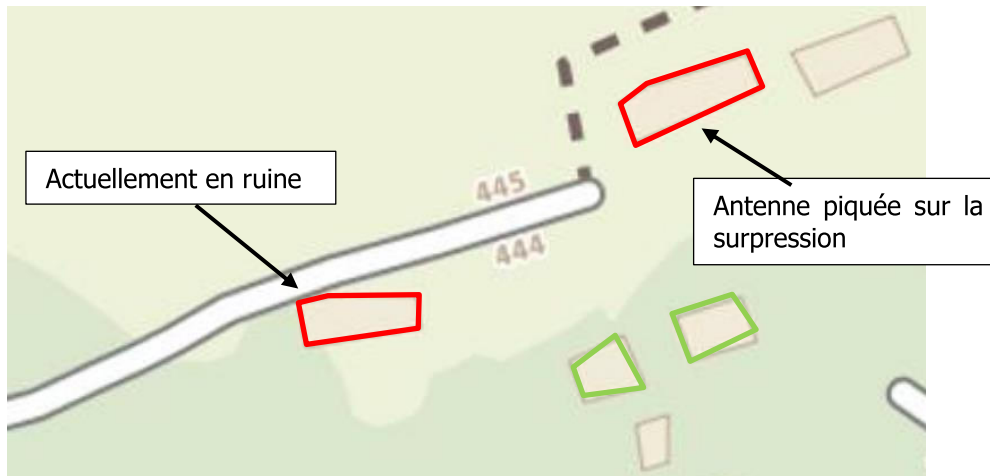 Actuellement en ruine
445
444
Antenne piquée sur la
surpression